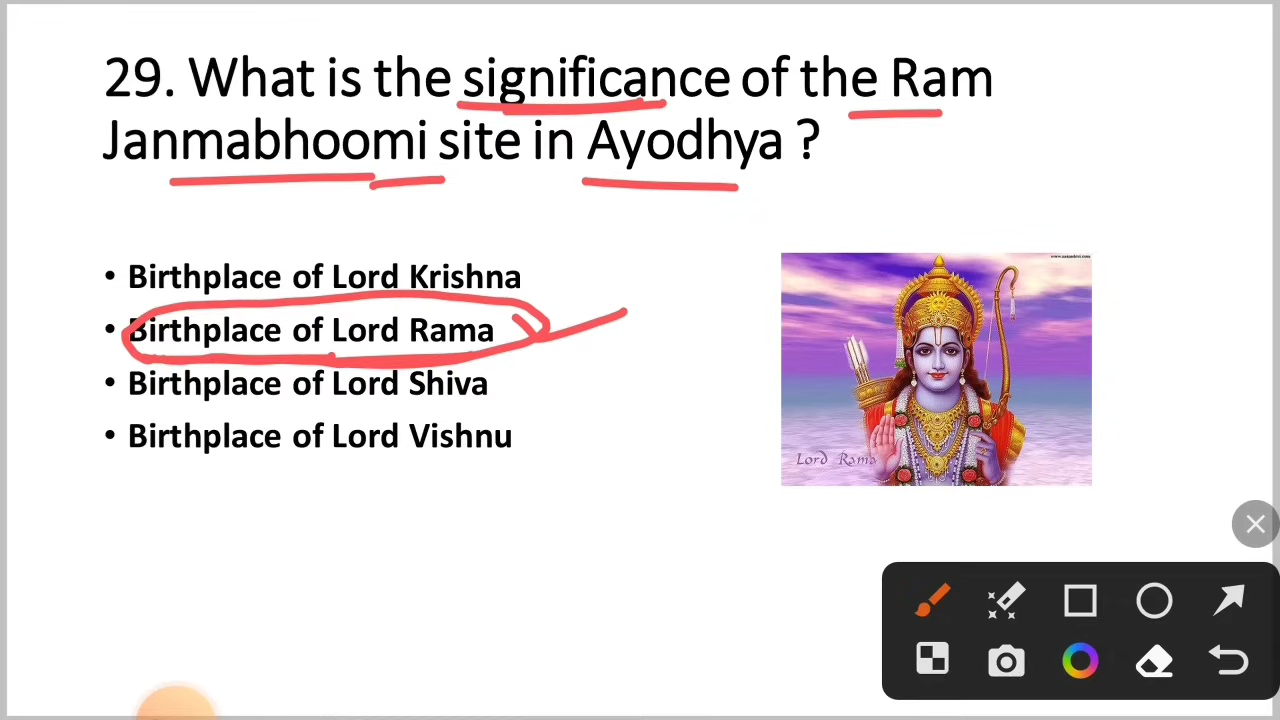 29. What is the significance of the Ram
Janmabhoomi site in Ayodhya ?
• Birthplace of Lord Krishna
• Birthplace of Lord Rama
• Birthplace of Lord Shiva
• Birthplace of Lord Vishnu
Lord Rama